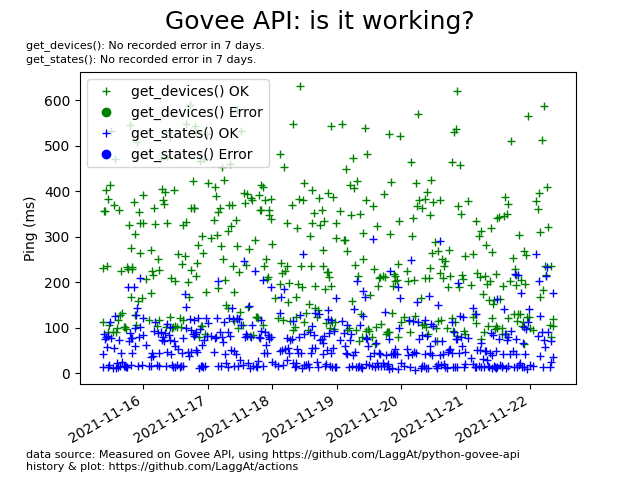 Govee API: is it working?
get_devices(): No recorded error in 7 days.
get_states(): No recorded error in 7 days.
get_devices() OK
get_devices() Error
get_states() OK
get_states() Error
Ping (ms)
600
500
400
300
200
100
0
2021-11-16
2021-11-17
2021-11-18
2021-11-19
2021-11-20
2021-11-21
2021-11-22
data source: Measured on Govee API, using https://github.com/LaggAt/python-govee-api
history & plot: https://github.com/LaggAt/actions